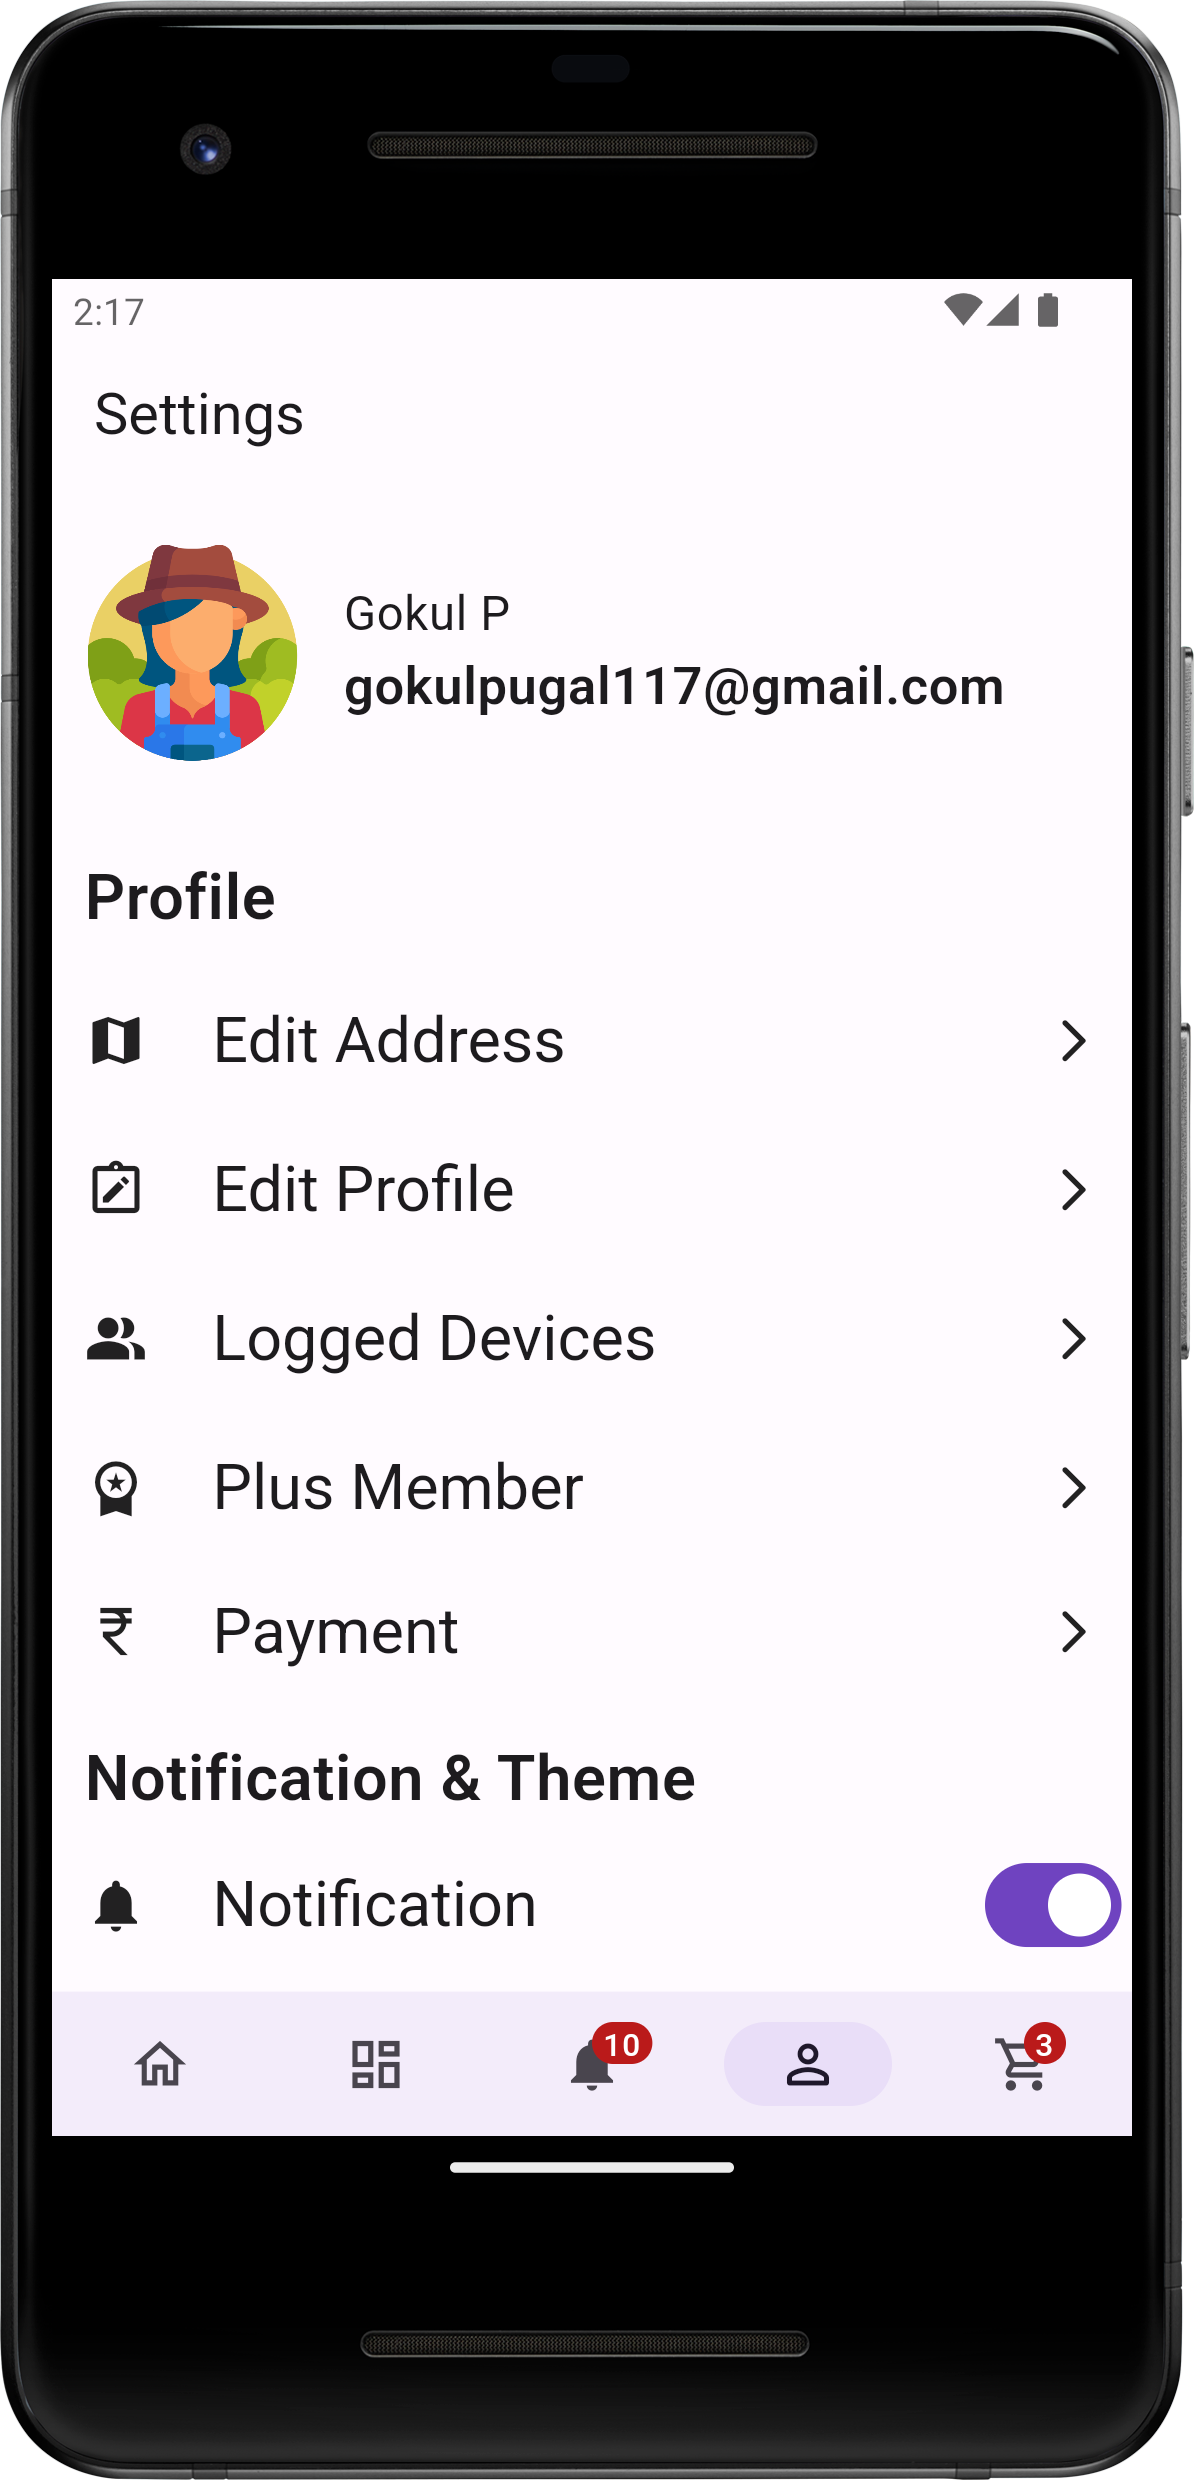 2:17
Settings
Gokul P
gokulpugal117@gmail.com
Profile
Edit Address
Edit Profile
Logged Devices
Plus Member
₹ Payment
Notification & Theme
Notification
10
3